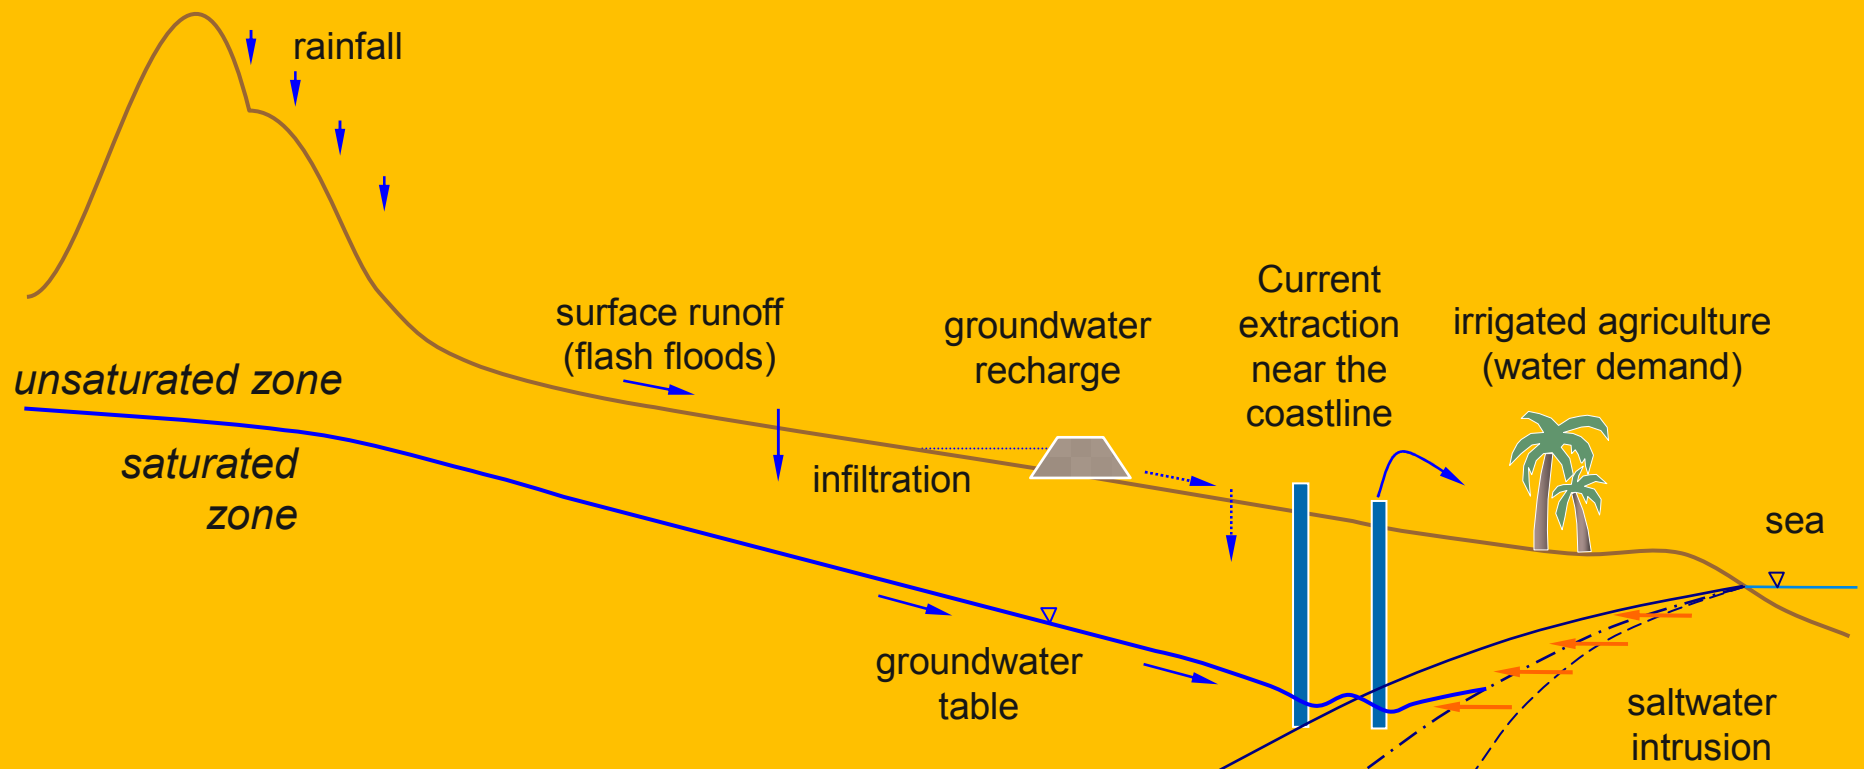 rainfall
surface runoff
(flash floods)
groundwater
recharge
Current
extraction
near the
coastline
irrigated agriculture
(water demand)
unsaturated zone
saturated
zone
infiltration
sea
groundwater
table
saltwater
intrusion